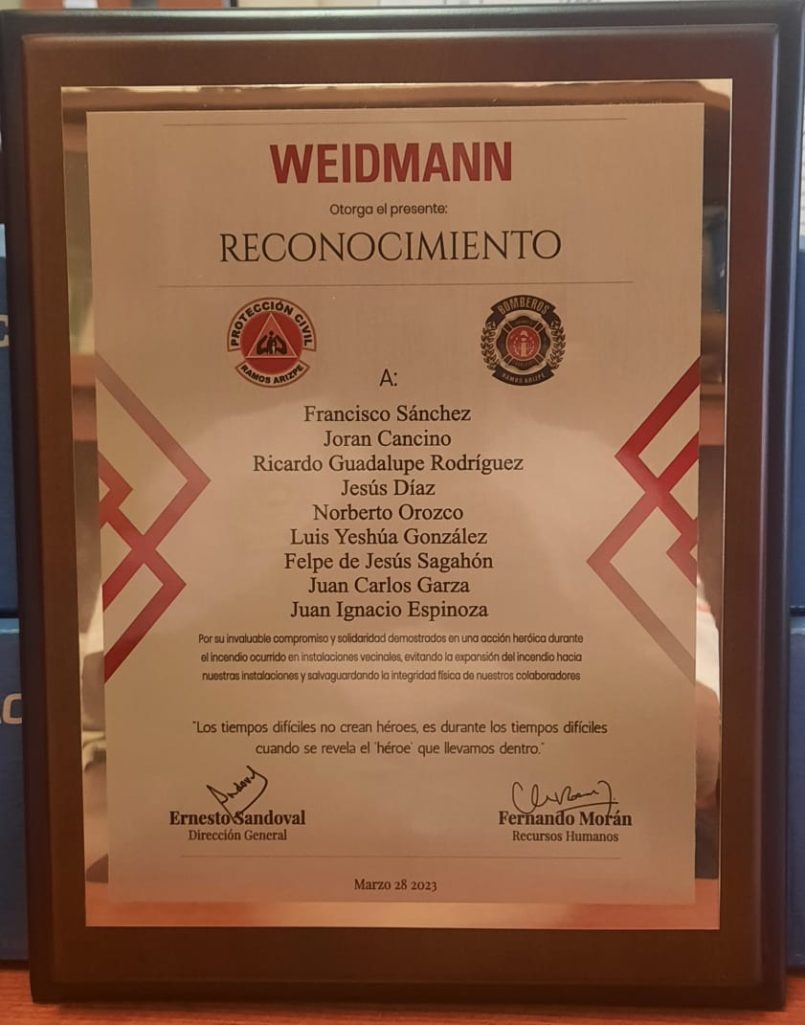 WEIDMANN
Otorga el presente:
RECONOCIMIENTO
PROTECCIÓN CIVIL
RAMOS ARIZPE
BOMBEROS
RAMOS ARIZPE
A:
Francisco Sánchez
Joran Cancino
Ricardo Guadalupe Rodríguez
Jesús Díaz
Norberto Orozco
Luis Yeshúa González
Felpe de Jesús Sagahón
Juan Carlos Garza
Juan Ignacio Espinoza
Por su invaluable compromiso y solidaridad demostrados en una acción heróica durante
el incendio ocurrido en instalaciones vecinales, evitando la expansión del incendio hacia
nuestras instalaciones y salvaguardando la integridad física de nuestros colaboradores
"Los tiempos difíciles no crean héroes, es durante los tiempos difíciles
cuando se revela el 'héroe' que llevamos dentro."
Ernesto Sandoval
Dirección General
Fernando Morán
Recursos Humanos
Marzo 28 2023